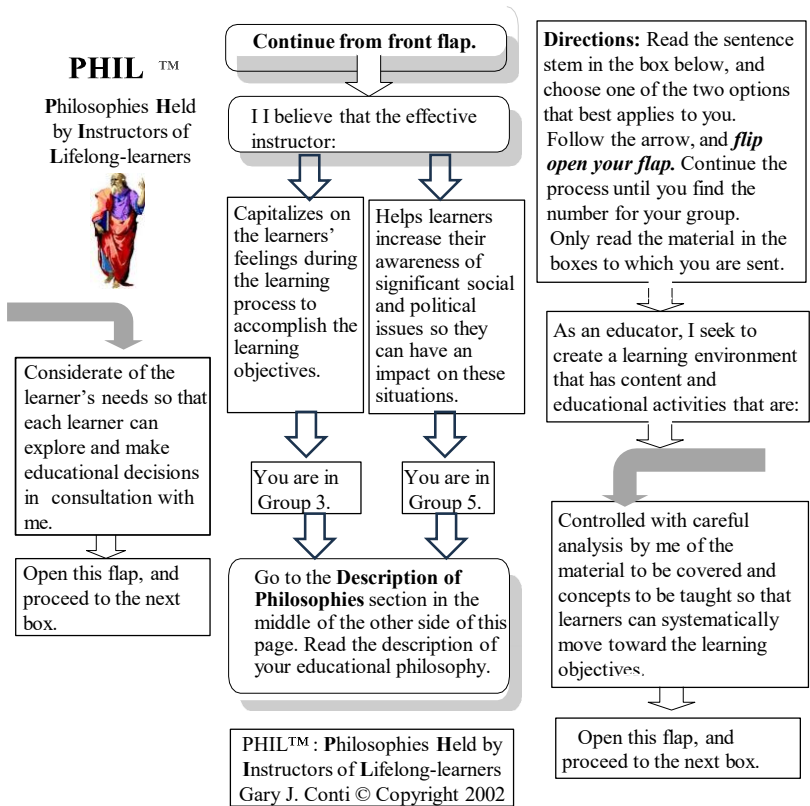 PHIL ™
Philosophies Held
by Instructors of
Lifelong-learners
Considerate of the
learner’s needs so that
each learner can
explore and make
educational decisions
in consultation with
me.
Open this flap, and
proceed to the next
box.
Continue from front flap.
I I believe that the effective
instructor:
Capitalizes on
the learners’
feelings during
the learning
process to
accomplish the
learning
objectives.
Helps learners
increase their
awareness of
significant social
and political
issues so they
can have an
impact on these
situations.
You are in
Group 3.
You are in
Group 5.
Go to the Description of
Philosophies section in the
middle of the other side of this
page. Read the description of
your educational philosophy.
PHIL™ : Philosophies Held by
Instructors of Lifelong-learners
Gary J. Conti © Copyright 2002
Directions: Read the sentence
stem in the box below, and
choose one of the two options
that best applies to you.
Follow the arrow, and flip
open your flap. Continue the
process until you find the
number for your group.
Only read the material in the
boxes to which you are sent.
As an educator, I seek to
create a learning environment
that has content and
educational activities that are:
Controlled with careful
analysis by me of the
material to be covered and
concepts to be taught so that
learners can systematically
move toward the learning
objectives.
Open this flap, and
proceed to the next box.